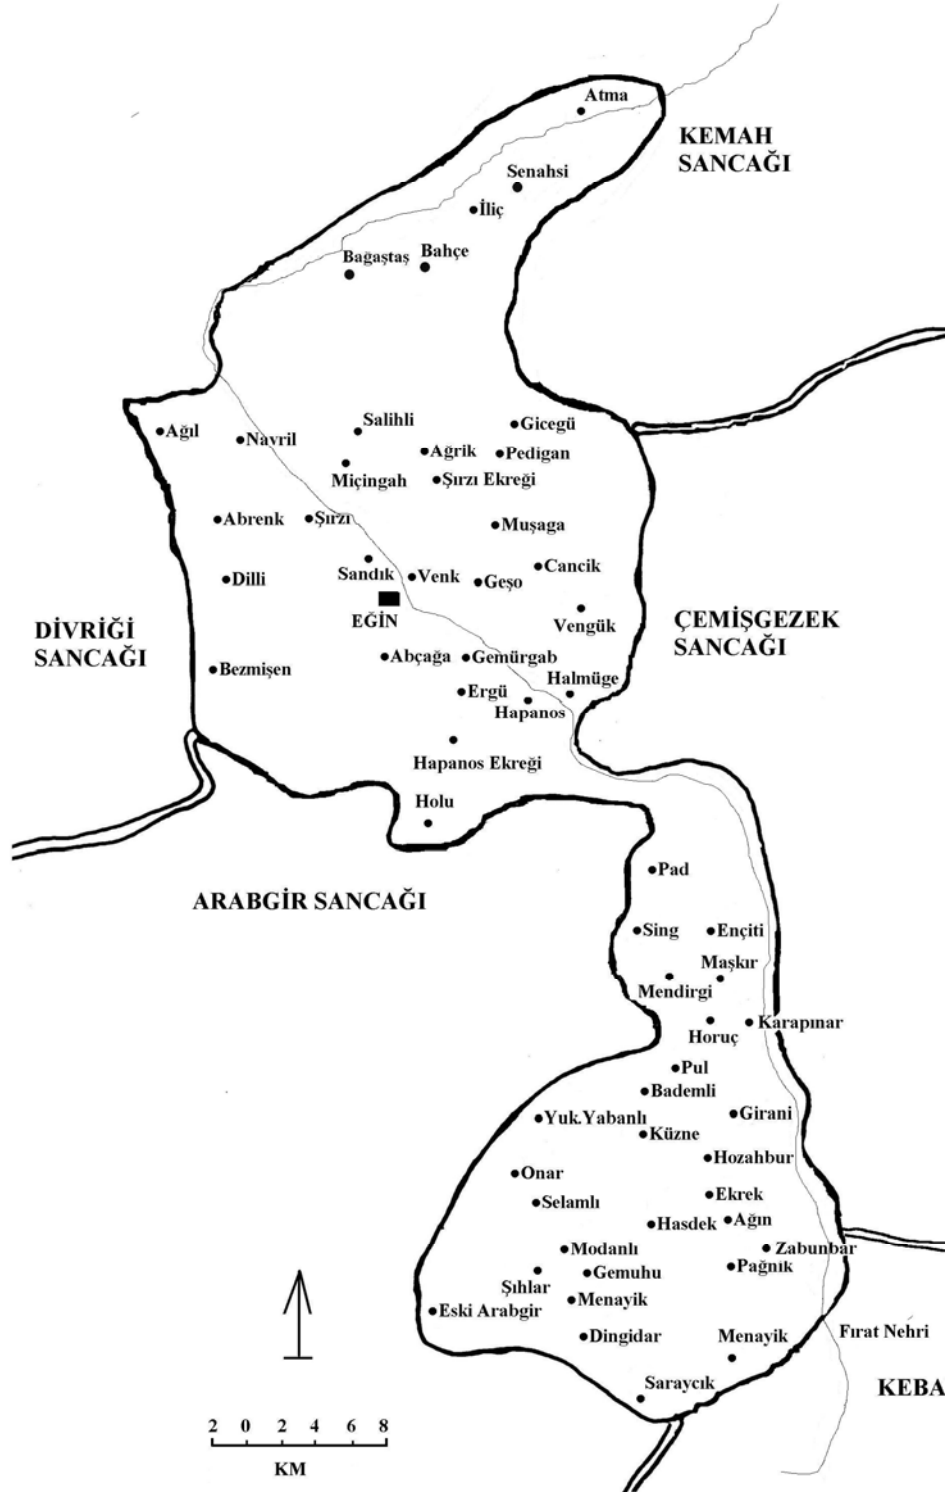 Atma
KEMAH
SANCAĞI
Senahsi
İliç
Bahçe
Bağaştaş
Salihli
Gicegü
Ağıl
Navril
Ağrik
Pedigan
Miçingah
Şırzı Ekreği
Abrenk
Şırzı
Muşaga
Sandık
Venk
Geşo
Cancik
Dilli
EĞİN
Vengük
DİVRİĞİ
SANCAĞI
ÇEMİŞGEZEK
SANCAĞI
Bezmişen
Abçağa
Gemürgab
Halmüge
Ergü
Hapanos
Hapanos Ekreği
Holu
Pad
ARABGİR SANCAĞI
Sing
Ençiti
Maşkır
Mendirgi
Horuç
Karapınar
Pul
Bademli
Yuk.Yabanlı
Girani
Küzne
Hozahbur
Onar
Ekrek
Selamlı
Hasdek
Ağın
Modanlı
Zabunbar
Şıhlar
Gemuhu
Pağnik
Eski Arabgir
Menayik
Dingidar
Menayik
Fırat Nehri
Saraycık
KEBA
2 0 2 4 6 8
KM